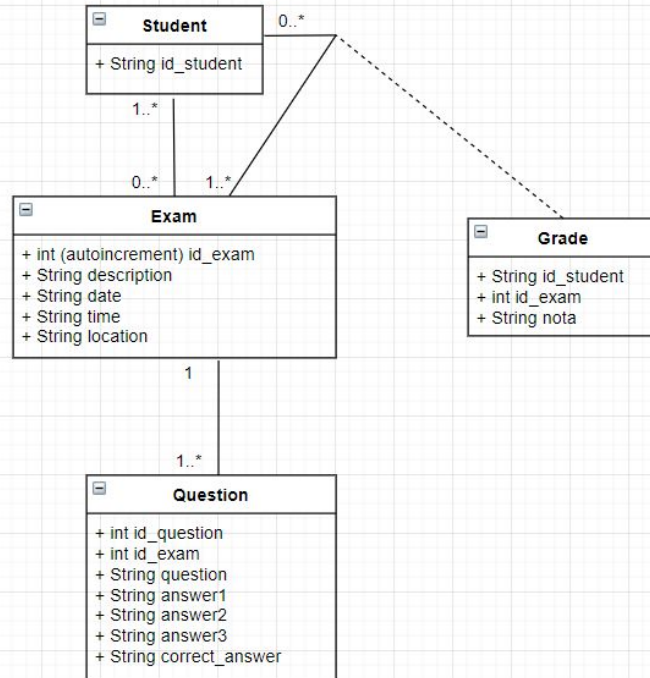 Student
+ String id_student
0..*
1..*
0..*
1..*
Exam
+ int (autoincrement) id_exam
+ String description
+ String date
+ String time
+ String location
Grade
+ String id_student
+ int id_exam
+ String nota
1
1..*
Question
+ int id_question
+ int id_exam
+ String question
+ String answer1
+ String answer2
+ String answer3
+ String correct_answer